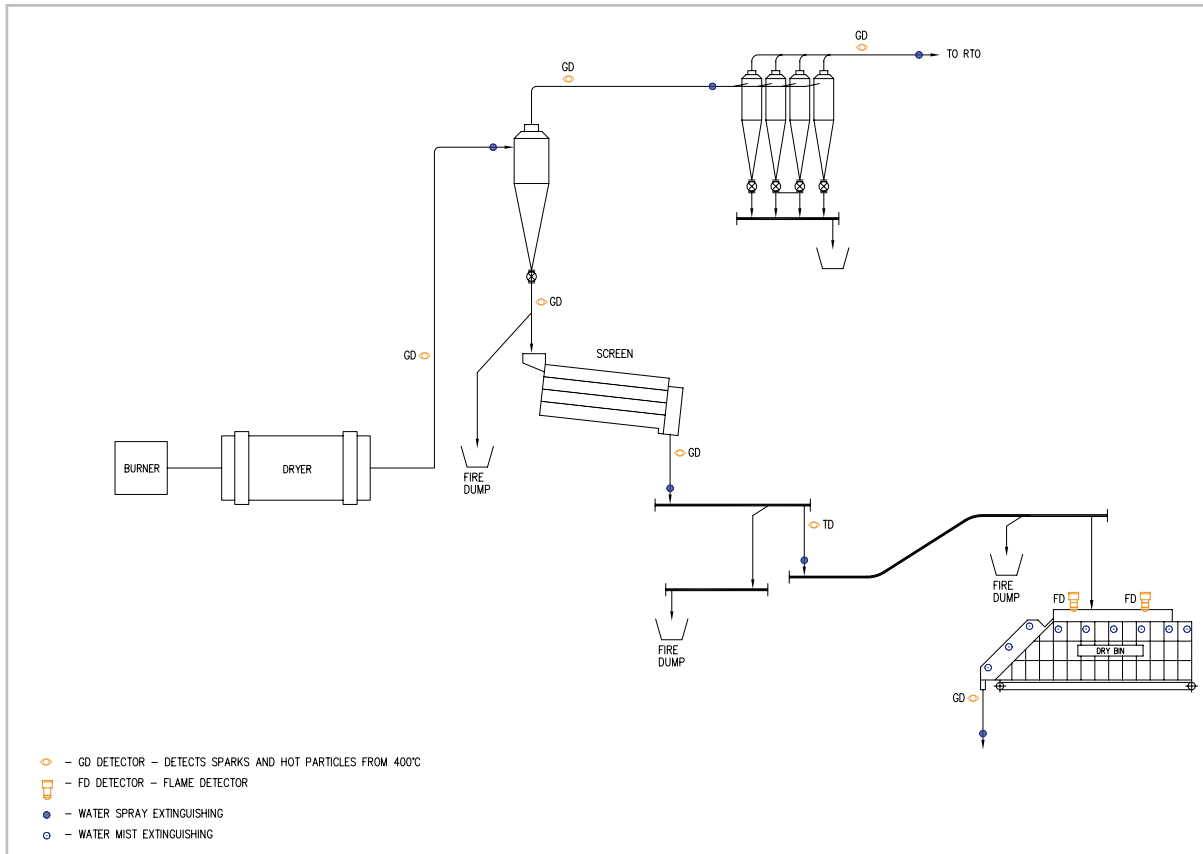 GD
TO RTO
GD
GD
GD
SCREEN
GD
BURNER
DRYER
FIRE
DUMP
TD
FIRE
DUMP
FD
FD
FIRE
DUMP
DRY BIN
GD
- GD DETECTOR - DETECTS SPARKS AND HOT PARTICLES FROM 400°C
- FD DETECTOR - FLAME DETECTOR
- WATER SPRAY EXTINGUISHING
- WATER MIST EXTINGUISHING